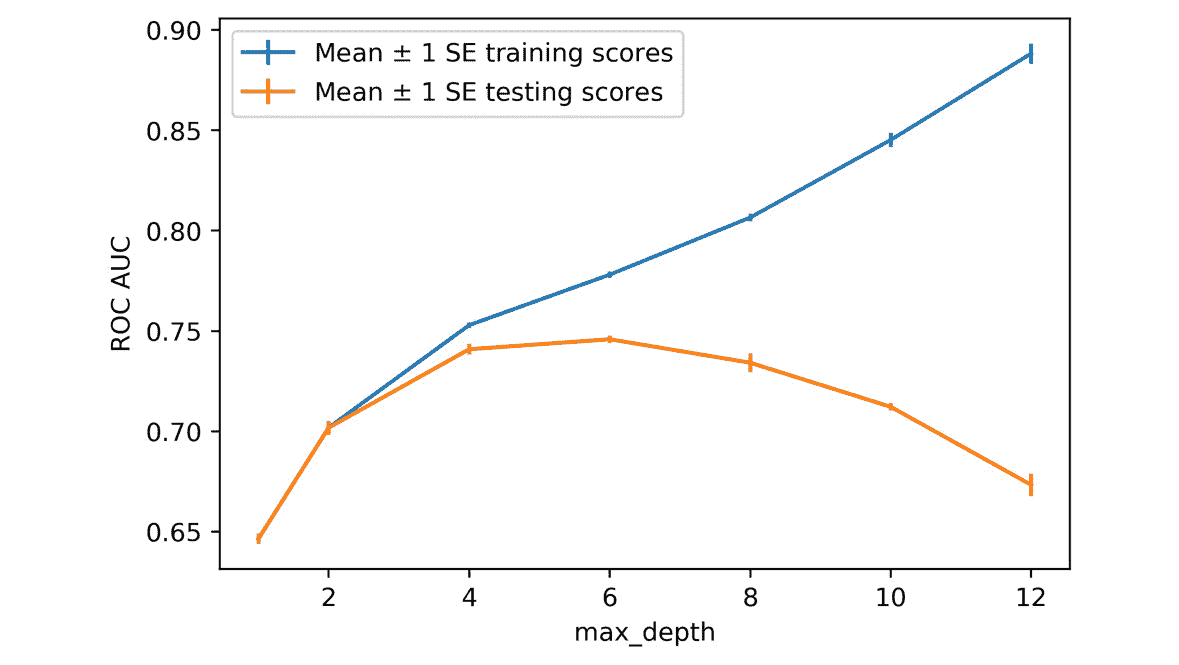 Mean ± 1 SE training scores
Mean ± 1 SE testing scores
0.90
0.85
0.80
0.75
0.70
0.65
ROC AUC
2 4 6 8 10 12
max_depth